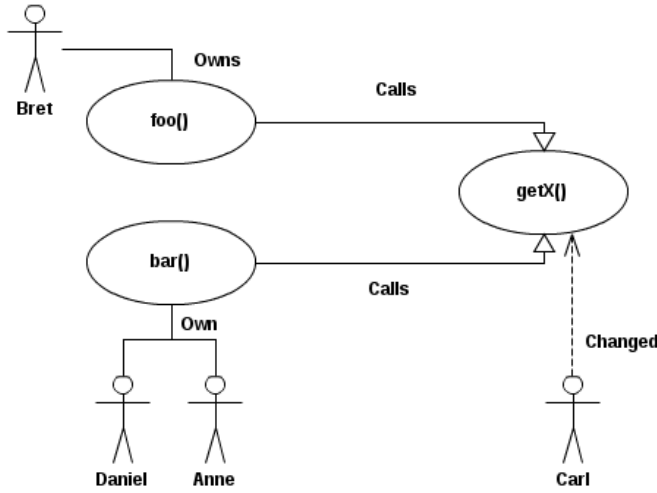 Owns
Bret
foo()
Calls
getX()
bar()
Calls
Own
Changed
Daniel
Anne
Carl